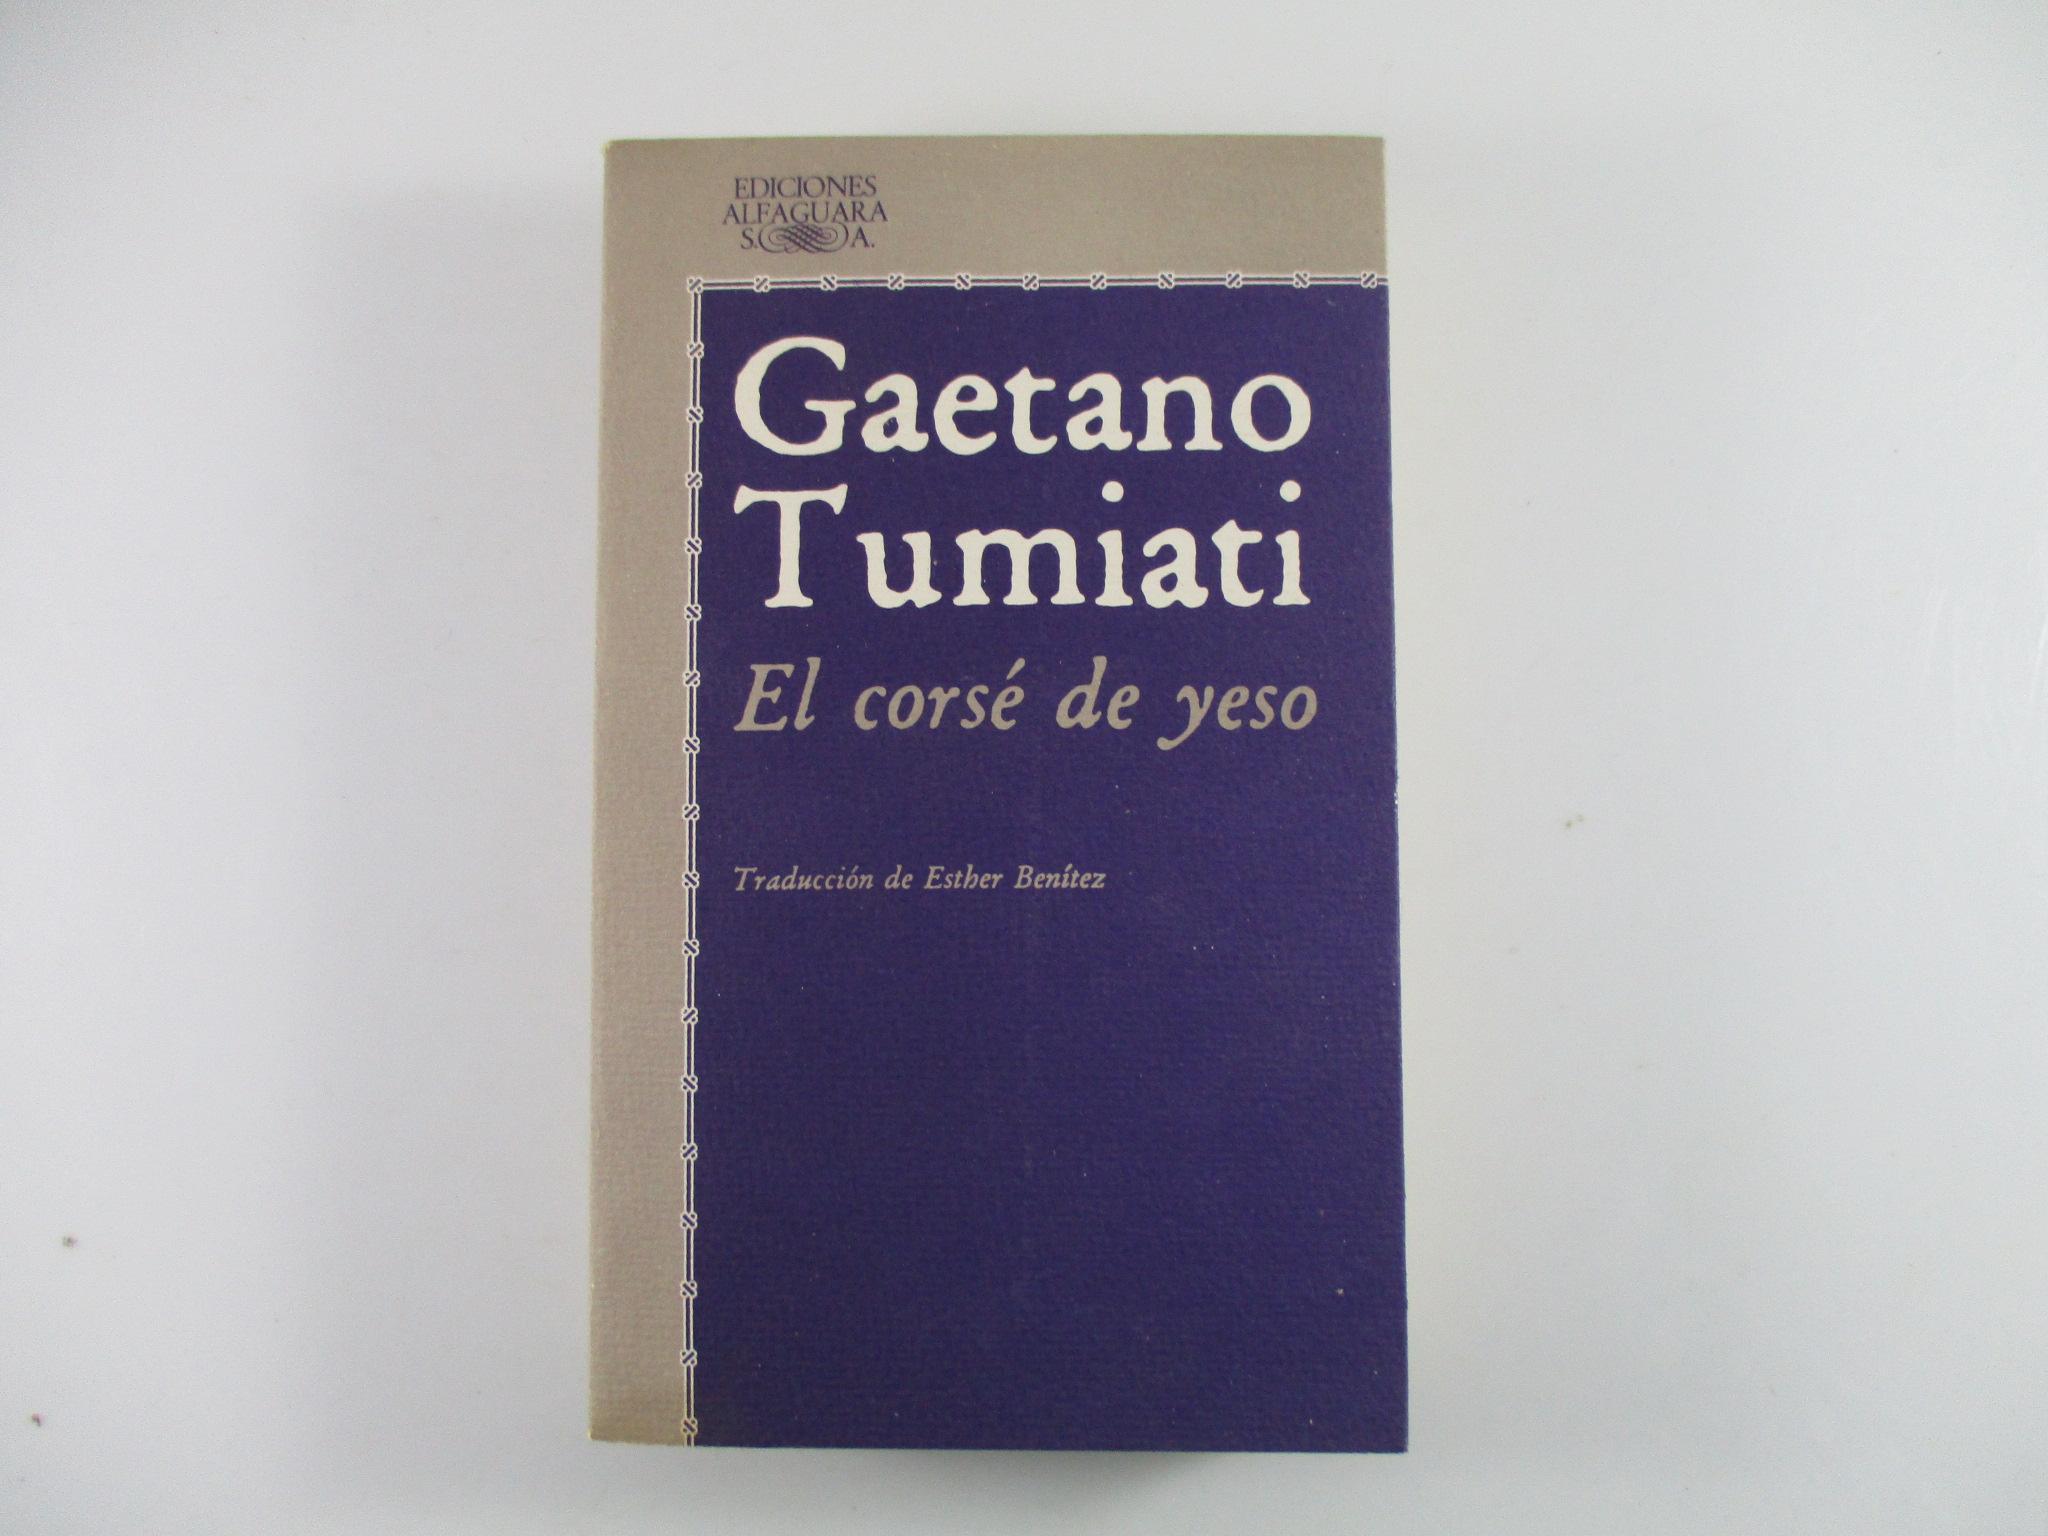 EDICIONES
ALFAGUARA
S. A.
Gaetano
Tumiati
El corsé de yeso
Traducción de Esther Benítez